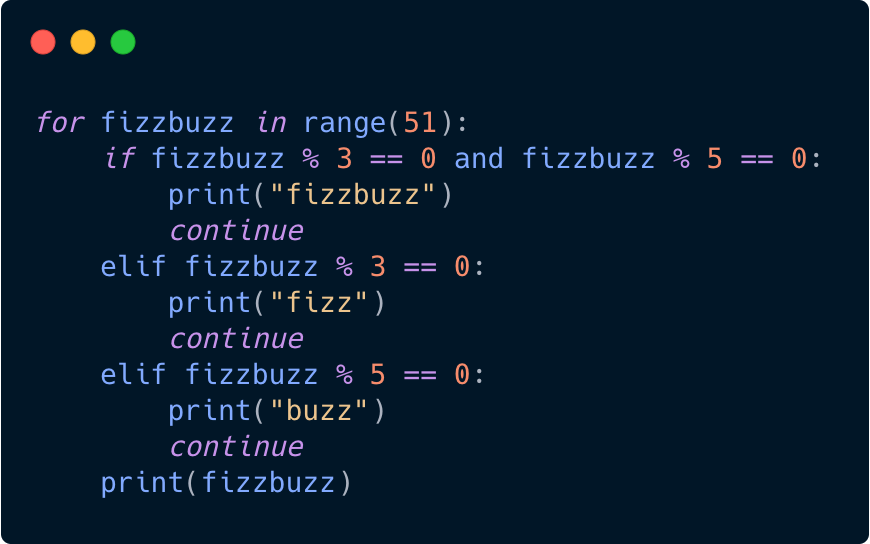 for fizzbuzz in range(51):
    if fizzbuzz % 3 == 0 and fizzbuzz % 5 == 0:
        print("fizzbuzz")
        continue
    elif fizzbuzz % 3 == 0:
        print("fizz")
        continue
    elif fizzbuzz % 5 == 0:
        print("buzz")
        continue
    print(fizzbuzz)